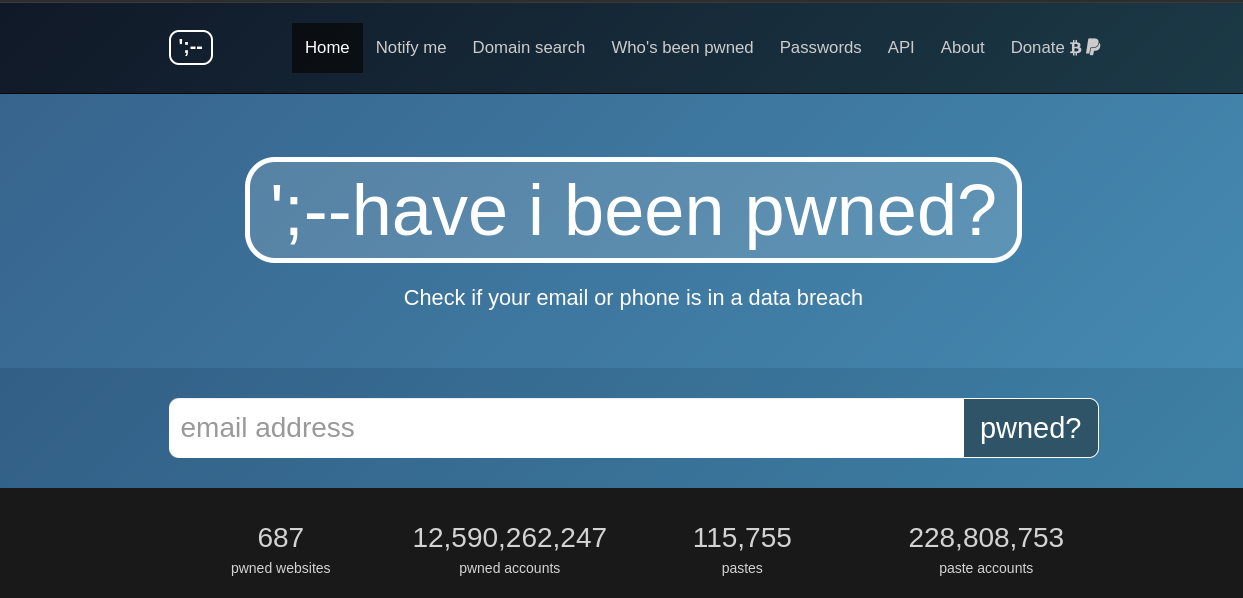 ';--
Home Notify me Domain search Who's been pwned Passwords API About Donate
';--have i been pwned?
Check if your email or phone is in a data breach
email address pwned?
687 12,590,262,247 115,755 228,808,753
pwned websites pwned accounts pastes paste accounts